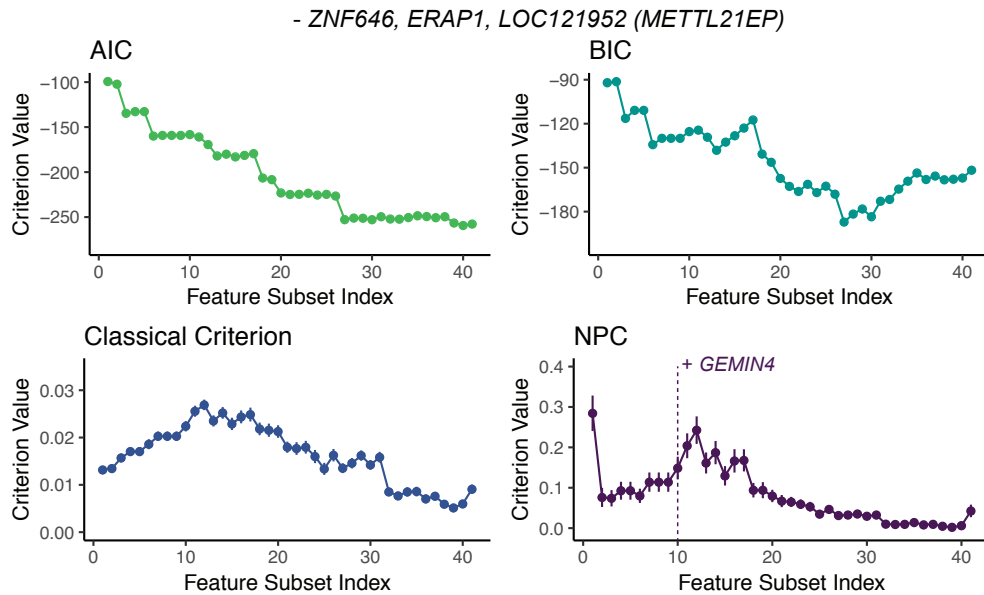 - ZNF646, ERAP1, LOC121952 (METTL21EP)
AIC
Criterion Value
−100
−150
−200
−250
0 10 20 30 40
Feature Subset Index
BIC
Criterion Value
−90
−120
−150
−180
0 10 20 30 40
Feature Subset Index
Classical Criterion
Criterion Value
0.03
0.02
0.01
0.00
0 10 20 30 40
Feature Subset Index
NPC
+ GEMIN4
Criterion Value
0.4
0.3
0.2
0.1
0.0
0 10 20 30 40
Feature Subset Index